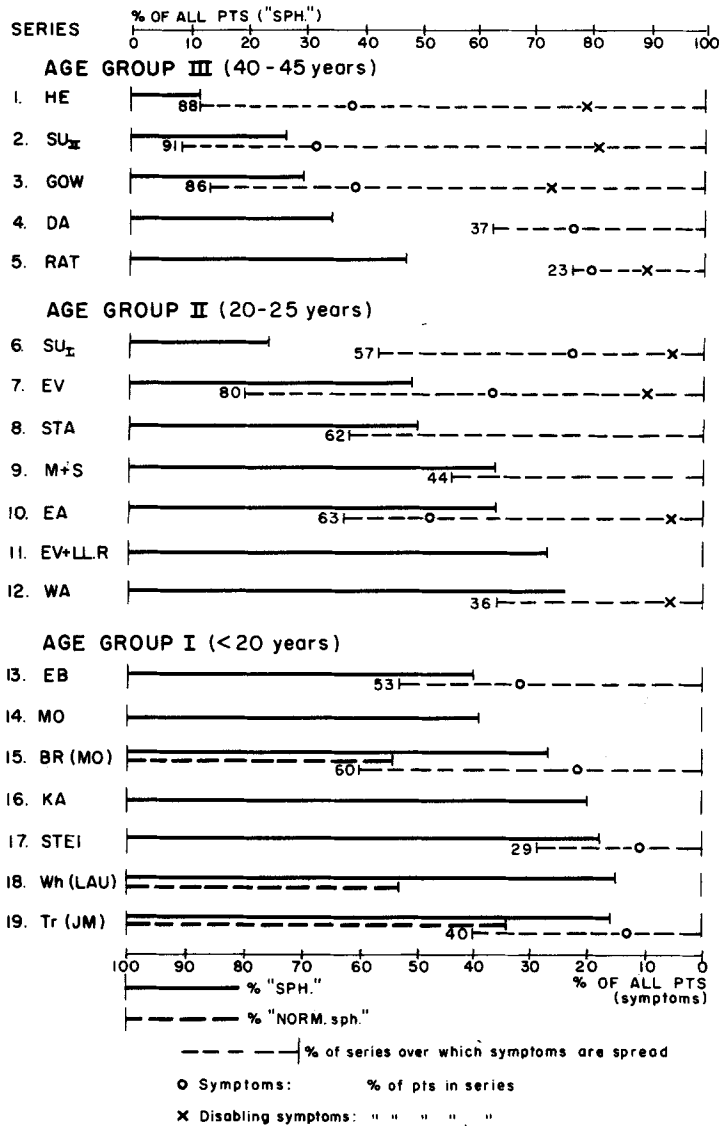 SERIES % OF ALL PTS ("SPH.")
0 10 20 30 40 50 60 70 80 90 100
AGE GROUP III (40-45 years)
1. HE 88
2. SU 91
3. GOW 86
4. DA 37
5. RAT 23
AGE GROUP II (20-25 years)
6. SU I 57
7. EV 80
8. STA 62
9. M+S 44
10. EA 63
11. EV+LL.R
12. WA 36
AGE GROUP I (<20 years)
13. EB 53
14. MO
15. BR (MO) 60
16. KA
17. STEI 29
18. Wh (LAU)
19. Tr (JM) 40
100 90 80 70 60 50 40 30 20 10 0
% "SPH." % OF ALL PTS
(symptoms)
% "NORM. sph."
% of series over which symptoms are spread
o Symptoms: % of pts in series
x Disabling symptoms: " " " " "